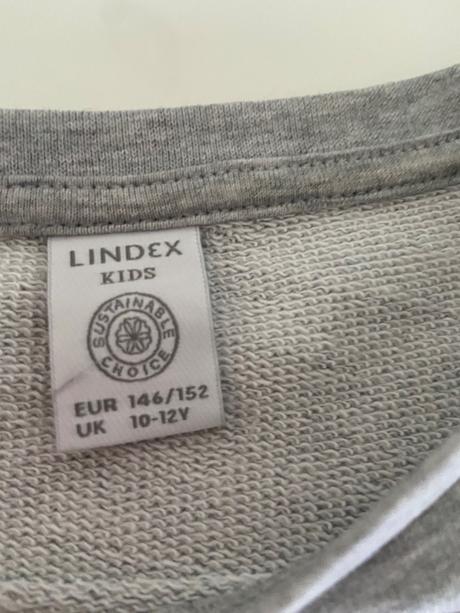 LINDEX
KIDS
SUSTAINABLE
CHOICE
EUR 146/152
UK 10-12Y